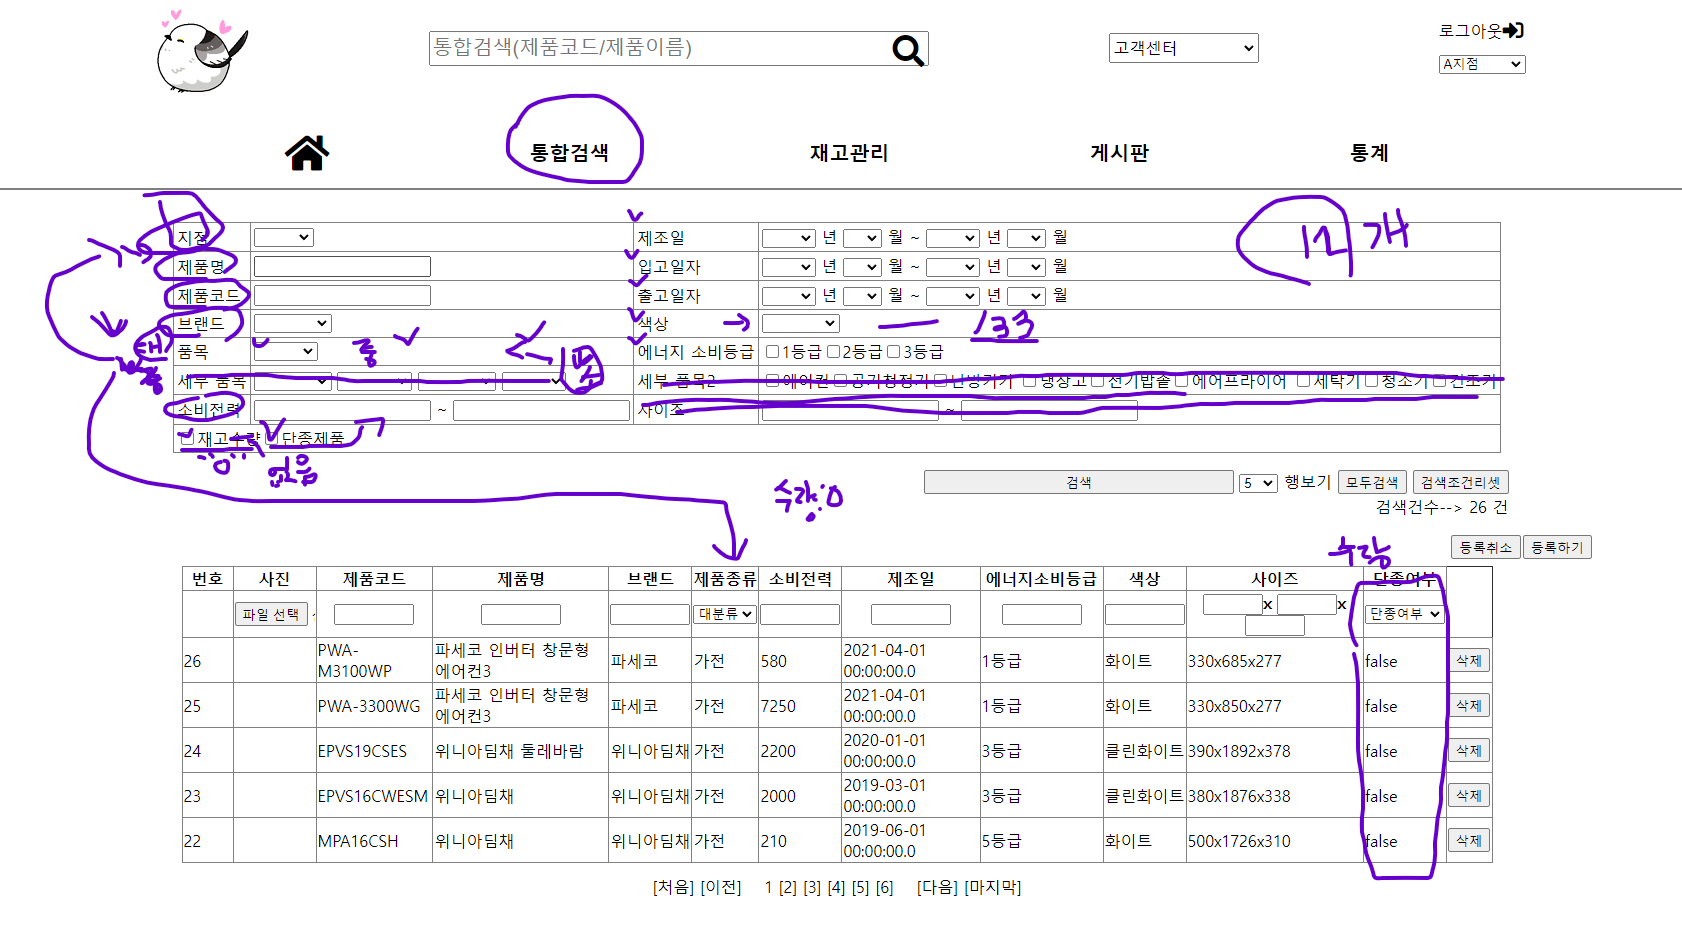 통합검색(제품코드/제품이름)
고객센터
로그아웃
A지점
통합검색
재고관리
게시판
통계
12개
지점
제조일 년 월 ~ 년 월
제품명
입고일자 년 월 ~ 년 월
제품코드
출고일자 년 월 ~ 년 월
브랜드
색상
133
대
중
품목
에너지 소비등급 1등급 2등급 3등급
중
세부 품목
세부 품목2 에어컨 공기청정기 난방기기 냉장고 전기밥솥 에어프라이어 세탁기 청소기 건조기
소비전력 ~
사이즈 ~
재고수량 단종제품
없음
수량:0
검색 5 행보기 모두검색 검색조건리셋
검색건수--> 26 건
수량
등록취소 등록하기
번호 사진 제품코드 제품명 브랜드 제품종류 소비전력 제조일 에너지소비등급 색상 사이즈 단종여부
파일 선택 대분류 x x 단종여부
26 PWA-M3100WP 파세코 인버터 창문형 에어컨3 파세코 가전 580 2021-04-01 00:00:00.0 1등급 화이트 330x685x277 false 삭제
25 PWA-3300WG 파세코 인버터 창문형 에어컨3 파세코 가전 7250 2021-04-01 00:00:00.0 1등급 화이트 330x850x277 false 삭제
24 EPVS19CSES 위니아딤채 둘레바람 위니아딤채 가전 2200 2020-01-01 00:00:00.0 3등급 클린화이트 390x1892x378 false 삭제
23 EPVS16CWESM 위니아딤채 위니아딤채 가전 2000 2019-03-01 00:00:00.0 3등급 클린화이트 380x1876x338 false 삭제
22 MPA16CSH 위니아딤채 위니아딤채 가전 210 2019-06-01 00:00:00.0 5등급 화이트 500x1726x310 false 삭제
[처음] [이전] 1 [2] [3] [4] [5] [6] [다음] [마지막]